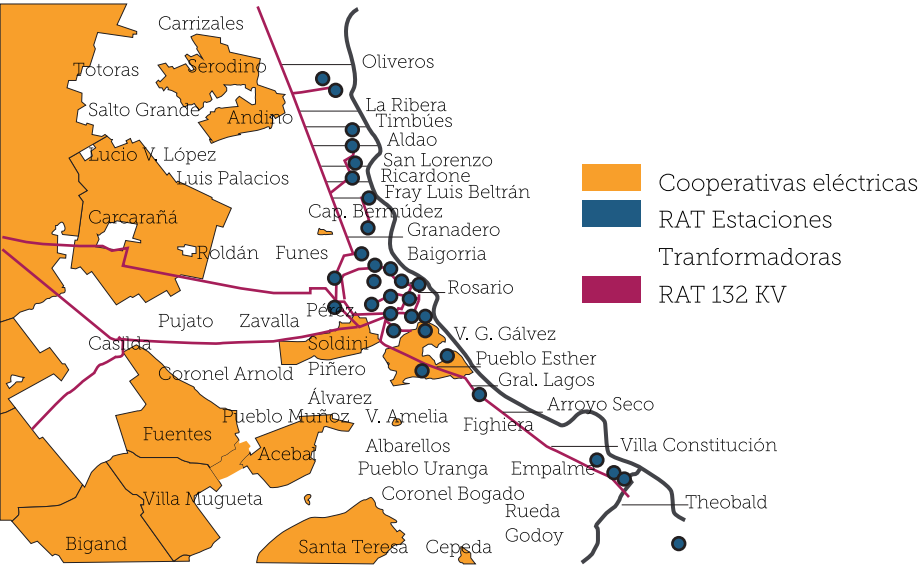 Carrizales
Oliveros
Totoras
Serodino
La Ribera
Salto Grande
Andino
Timbúes
Aldao
Lucio V. López
San Lorenzo
Luis Palacios
Ricardone
Fray Luis Beltrán
Carcarañá
Cap. Bermúdez
Granadero
Baigorria
Roldán
Funes
Rosario
Pérez
Pujato
Zavalla
V. G. Gálvez
Casilda
Soldini
Pueblo Esther
Coronel Arnold
Piñero
Gral. Lagos
Álvarez
Arroyo Seco
Pueblo Muñoz
V. Amelia
Fighiera
Fuentes
Acebal
Albarellos
Villa Constitución
Pueblo Uranga
Empalme
Villa Mugueta
Coronel Bogado
Theobald
Rueda
Godoy
Bigand
Santa Teresa
Cepeda
Cooperativas eléctricas
RAT Estaciones
Tranformadoras
RAT 132 KV